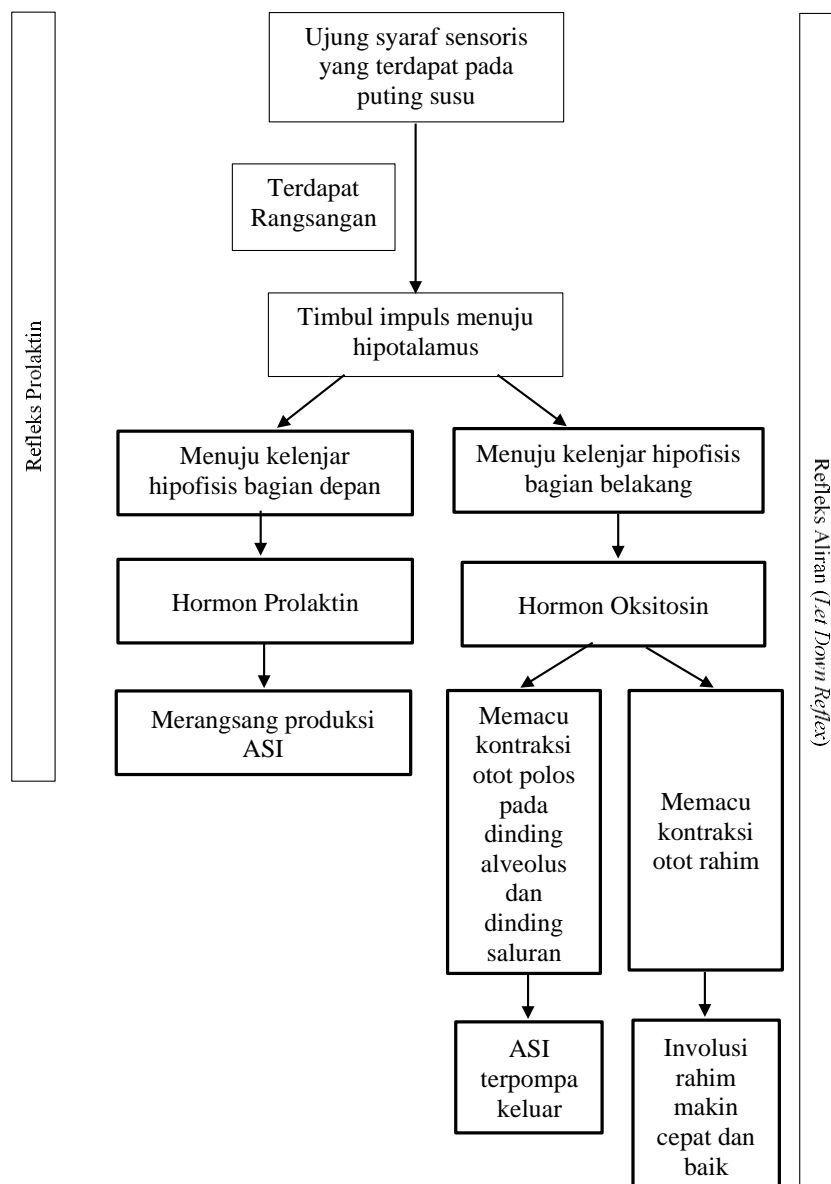 Ujung syaraf sensoris
yang terdapat pada
puting susu
Terdapat
Rangsangan
Timbul impuls menuju
hipotalamus
Refleks Prolaktin
Menuju kelenjar
hipofisis bagian depan
Menuju kelenjar hipofisis
bagian belakang
Refleks Aliran (Let Down Reflex)
Hormon Prolaktin
Hormon Oksitosin
Merangsang produksi
ASI
Memacu
kontraksi
otot polos
pada
dinding
alveolus
dan
dinding
saluran
Memacu
kontraksi
otot rahim
ASI
terpompa
keluar
Involusi
rahim
makin
cepat dan
baik